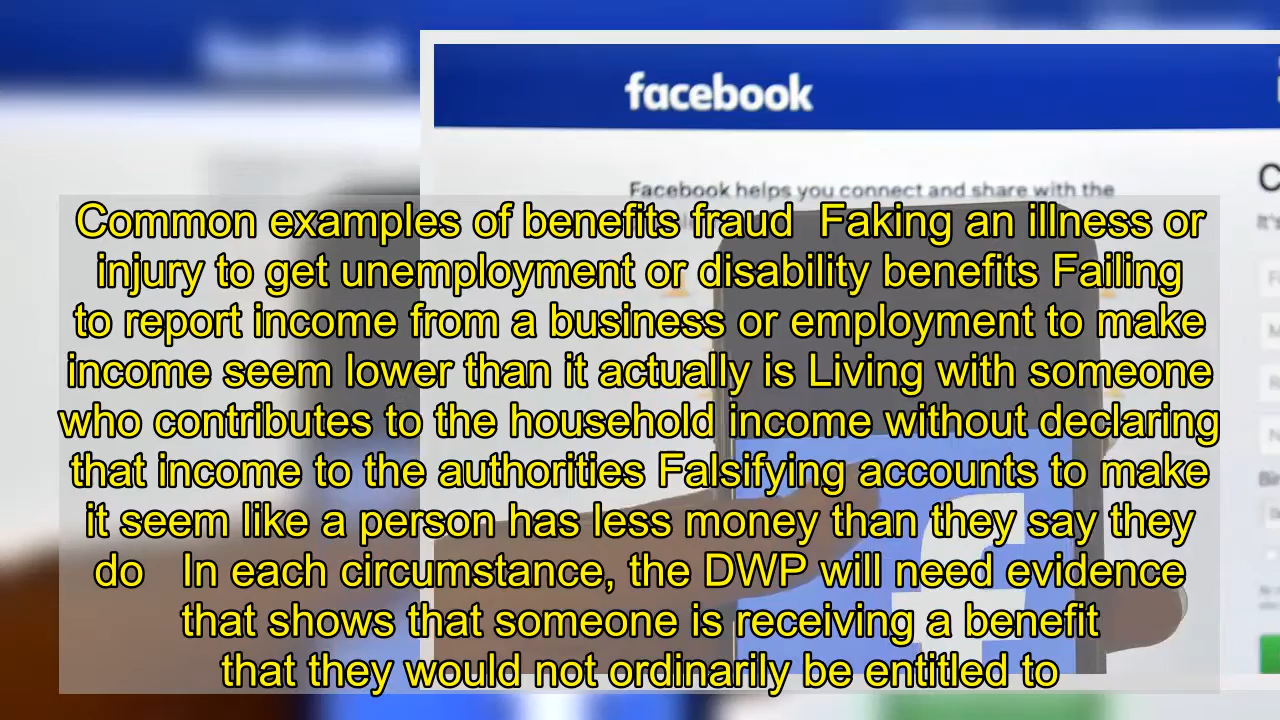 facebook
Facebook helps you connect and share with the
Common examples of benefits fraud  Faking an illness or
injury to get unemployment or disability benefits Failing
to report income from a business or employment to make
income seem lower than it actually is Living with someone
who contributes to the household income without declaring
that income to the authorities Falsifying accounts to make
it seem like a person has less money than they say they
do   In each circumstance, the DWP will need evidence
that shows that someone is receiving a benefit
that they would not ordinarily be entitled to